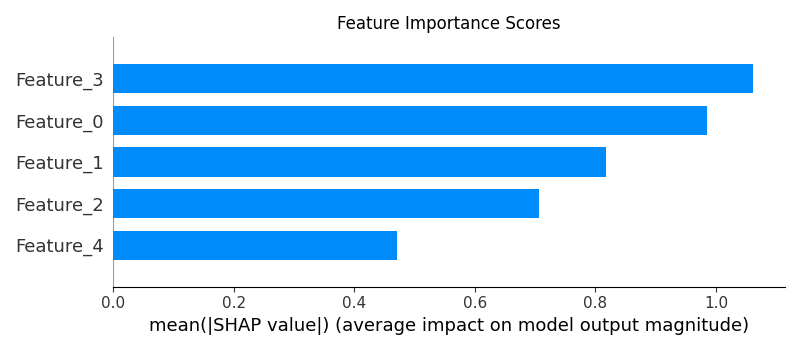 Feature Importance Scores
Feature_3
Feature_0
Feature_1
Feature_2
Feature_4
0.0 0.2 0.4 0.6 0.8 1.0
mean(|SHAP value|) (average impact on model output magnitude)